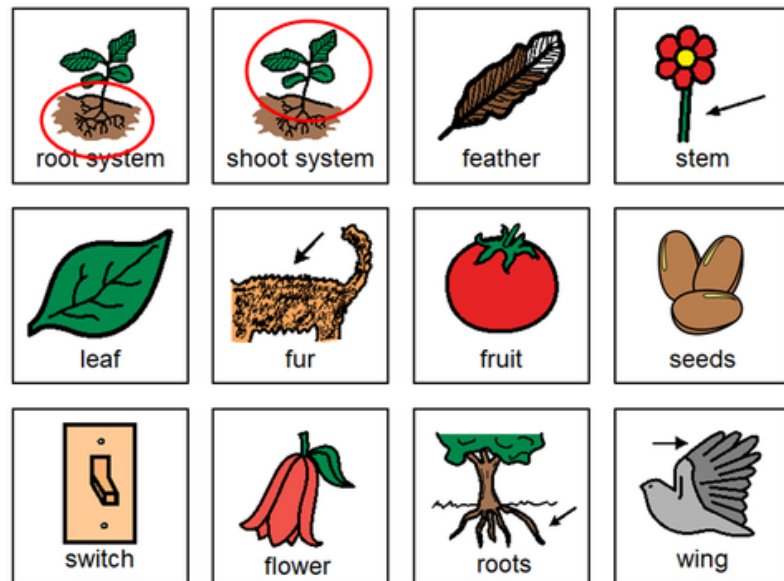 root system
shoot system
feather
stem
leaf
fur
fruit
seeds
switch
flower
roots
wing